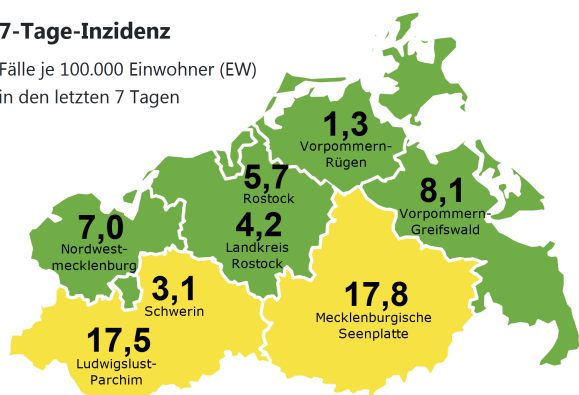 7-Tage-Inzidenz
Fälle je 100.000 Einwohner (EW)
in den letzten 7 Tagen
1,3
Vorpommern-
Rügen
5,7
Rostock
8,1
Vorpommern-
Greifswald
4,2
Landkreis
Rostock
7,0
Nordwest-
mecklenburg
3,1
Schwerin
17,8
Mecklenburgische
Seenplatte
17,5
Ludwigslust-
Parchim